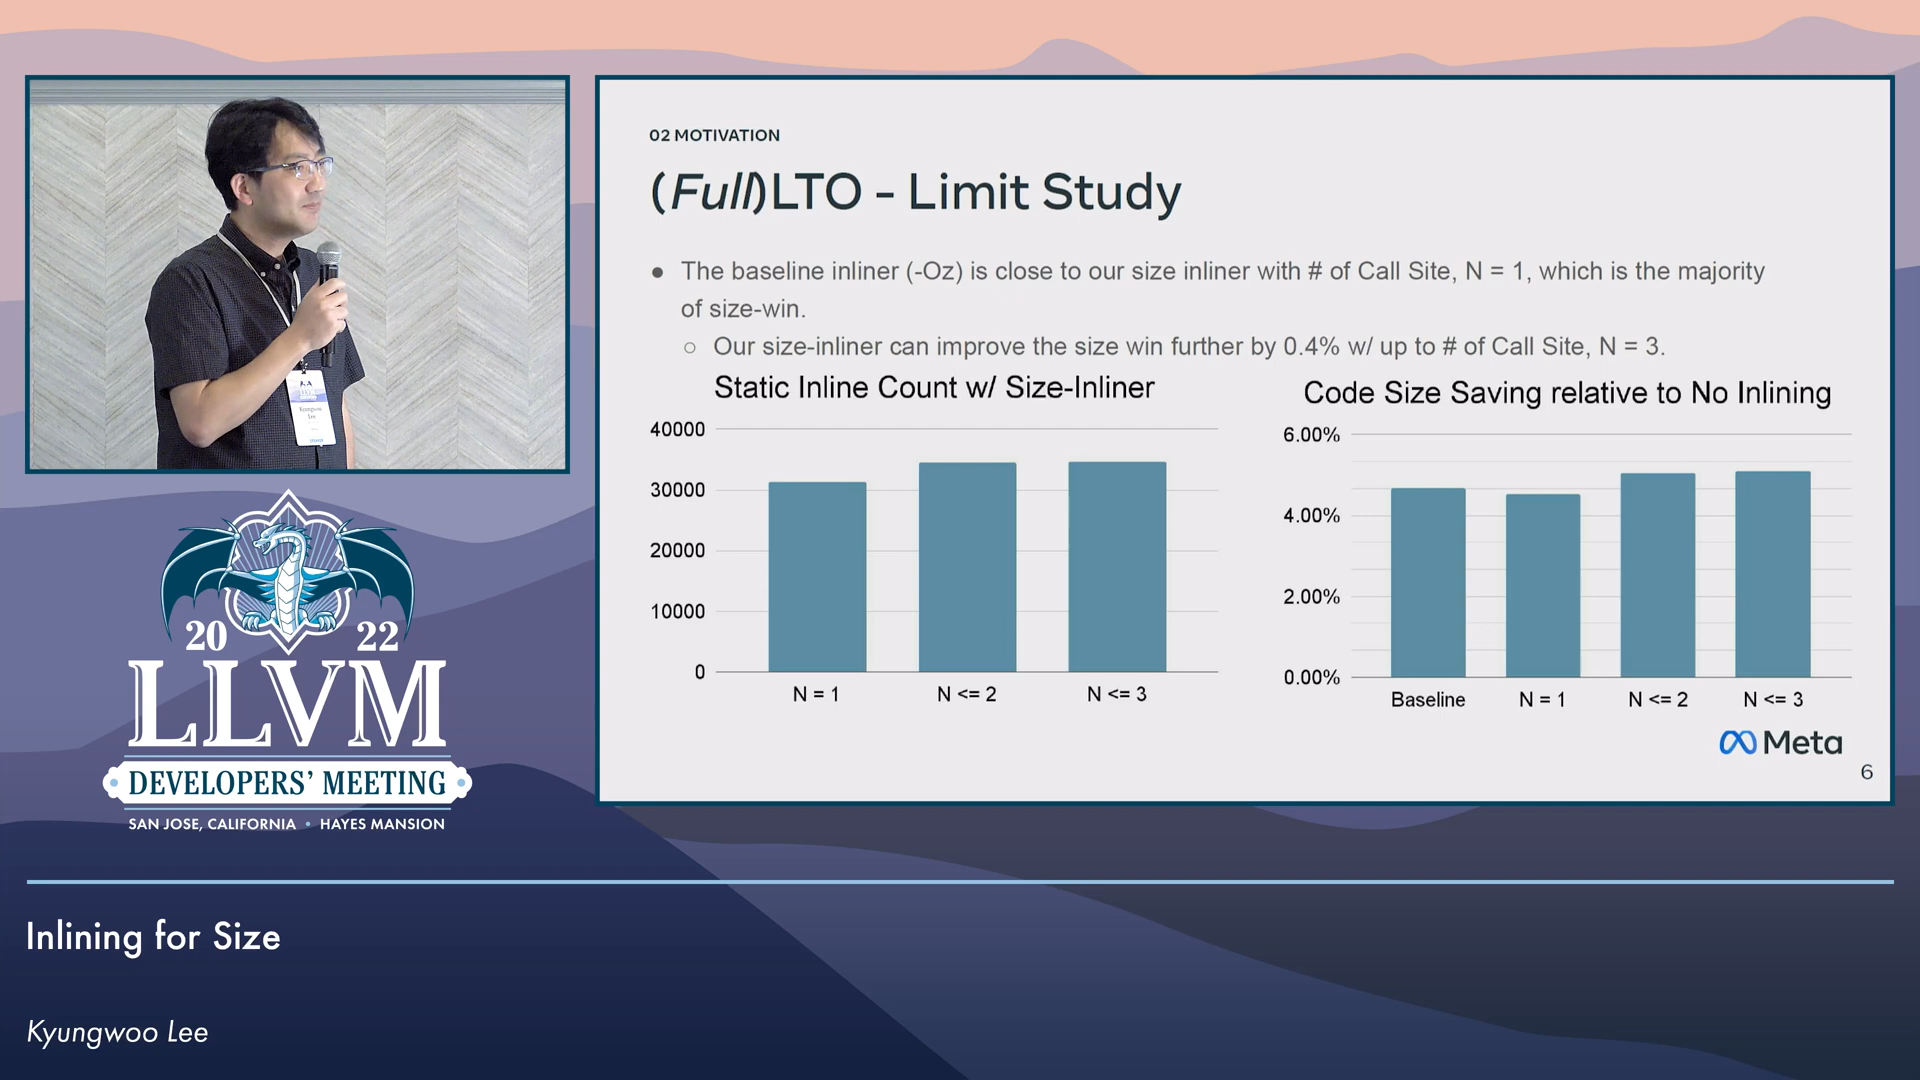 02 MOTIVATION
(Full)LTO - Limit Study
● The baseline inliner (-Oz) is close to our size inliner with # of Call Site, N = 1, which is the majority
of size-win.
○ Our size-inliner can improve the size win further by 0.4% w/ up to # of Call Site, N = 3.
Static Inline Count w/ Size-Inliner
40000
30000
20000
10000
0
N = 1
N <= 2
N <= 3
Code Size Saving relative to No Inlining
6.00%
4.00%
2.00%
0.00%
Baseline
N = 1
N <= 2
N <= 3
Meta
6
Kyungwoo
Lee
20 22
LLVM
DEVELOPERS' MEETING
SAN JOSE, CALIFORNIA • HAYES MANSION
Inlining for Size
Kyungwoo Lee